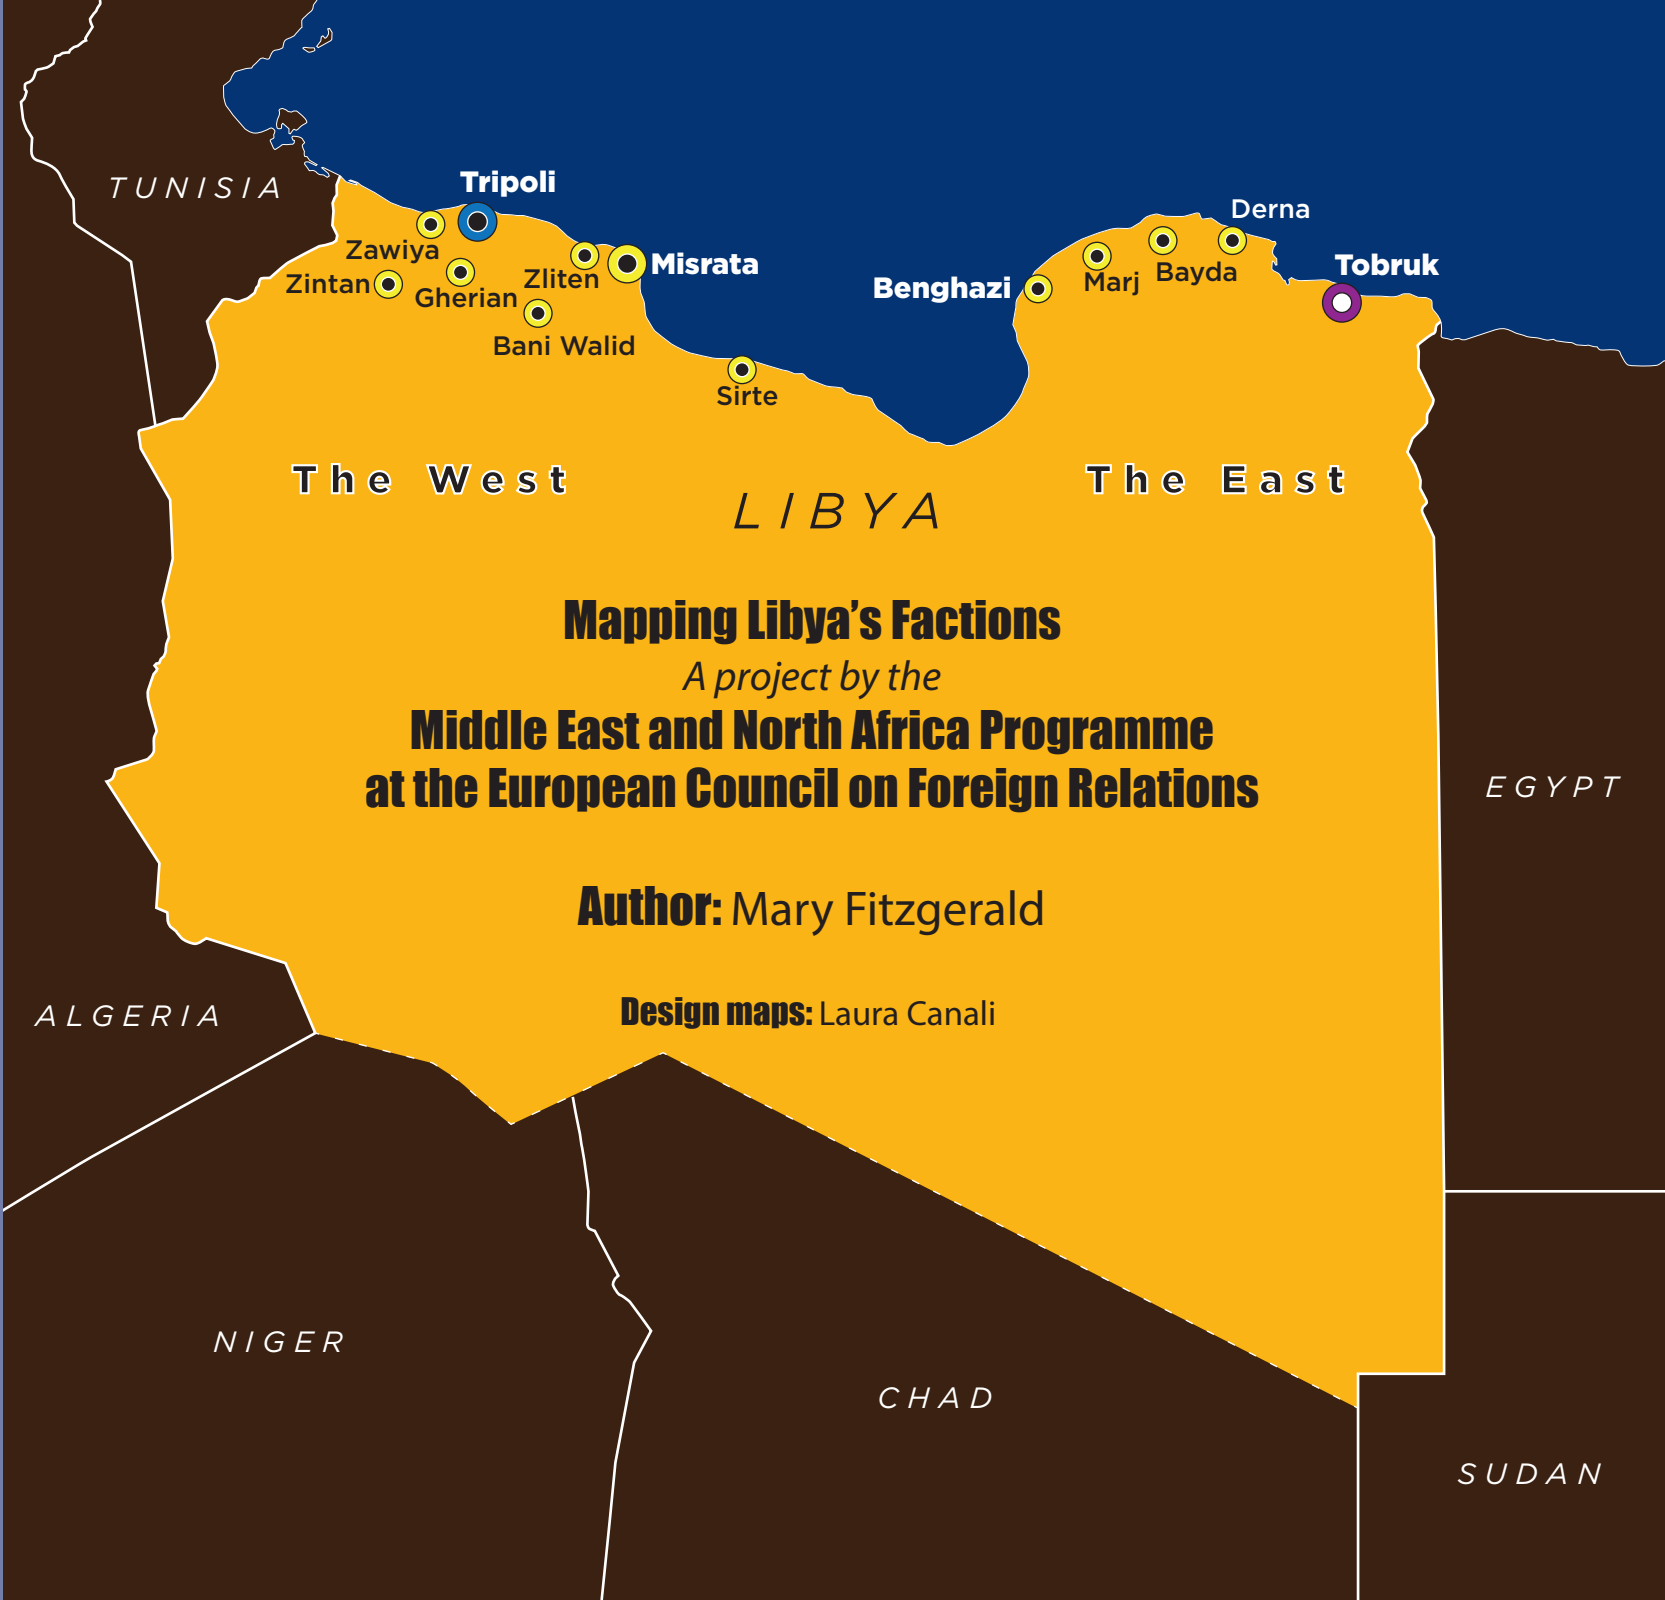 TUNISIA
Tripoli
Zawiya
Zintan
Gherian
Zliten
Misrata
Bani Walid
Sirte
Benghazi
Marj
Bayda
Derna
Tobruk
The West
The East
LIBYA
Mapping Libya’s Factions
A project by the
Middle East and North Africa Programme
at the European Council on Foreign Relations
EGYPT
Author: Mary Fitzgerald
Design maps: Laura Canali
ALGERIA
NIGER
CHAD
SUDAN